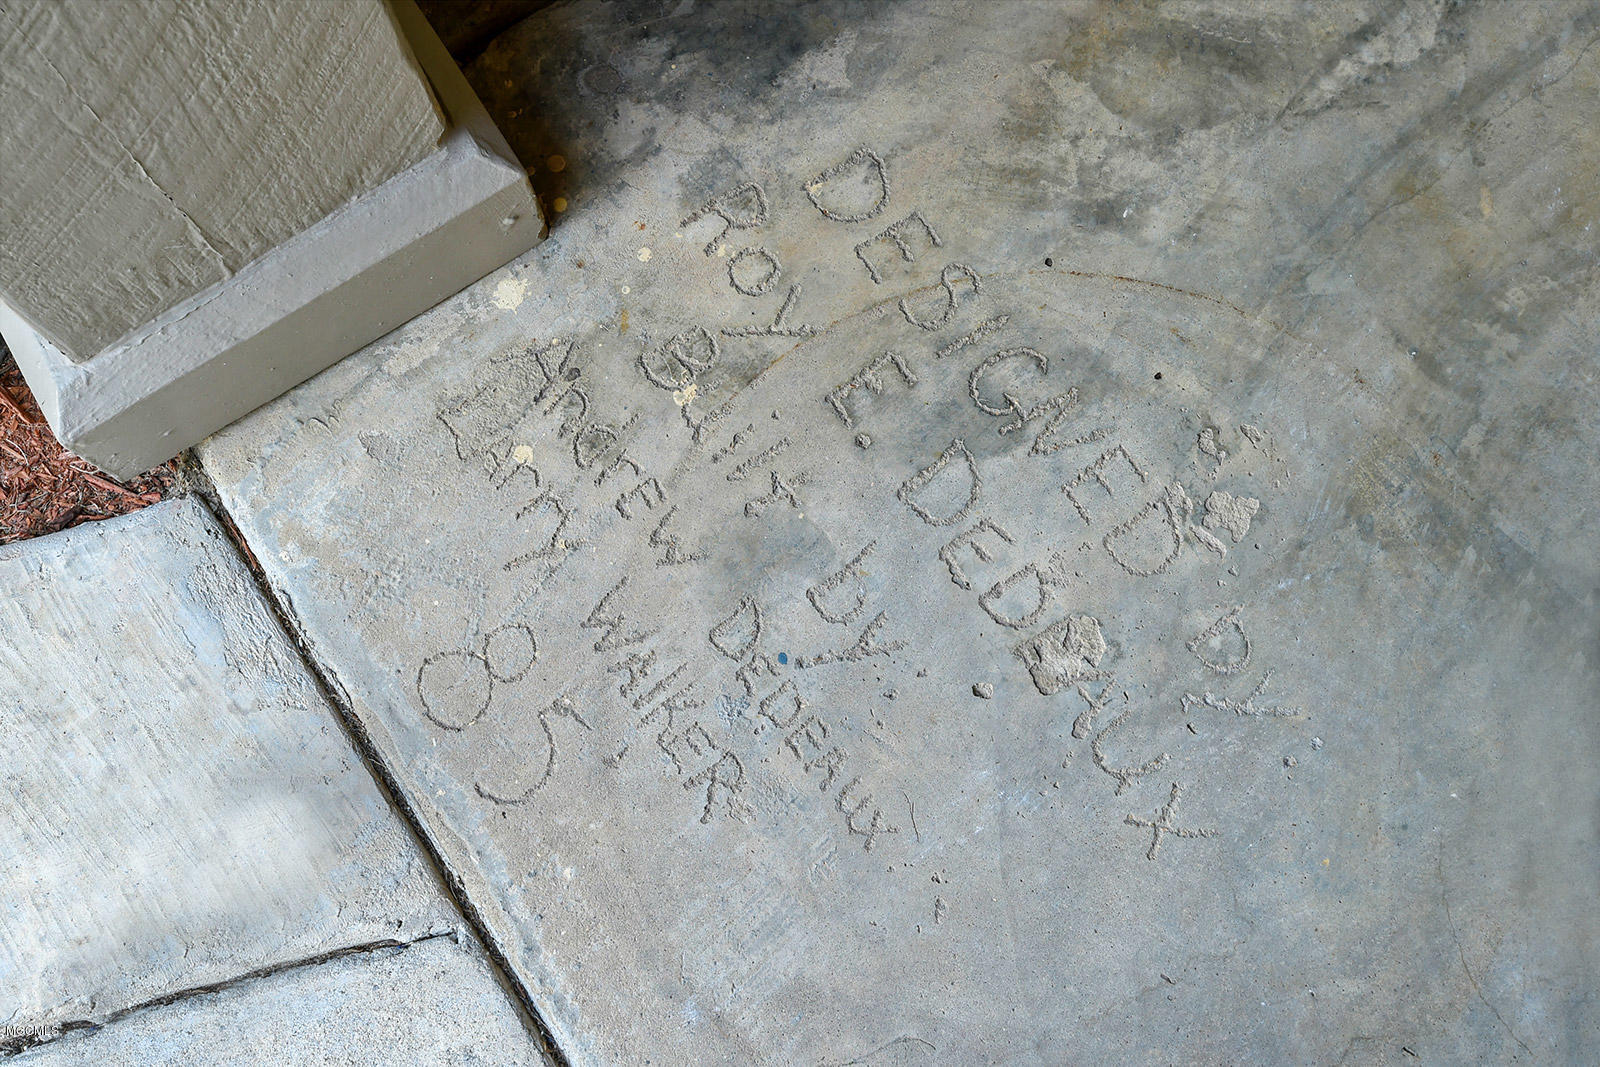 DESIGNED BY
ROY E. DEDEAUX
Built BY
ANdREW DEDEAUX
LARRY WALKER
85
MGCMLS